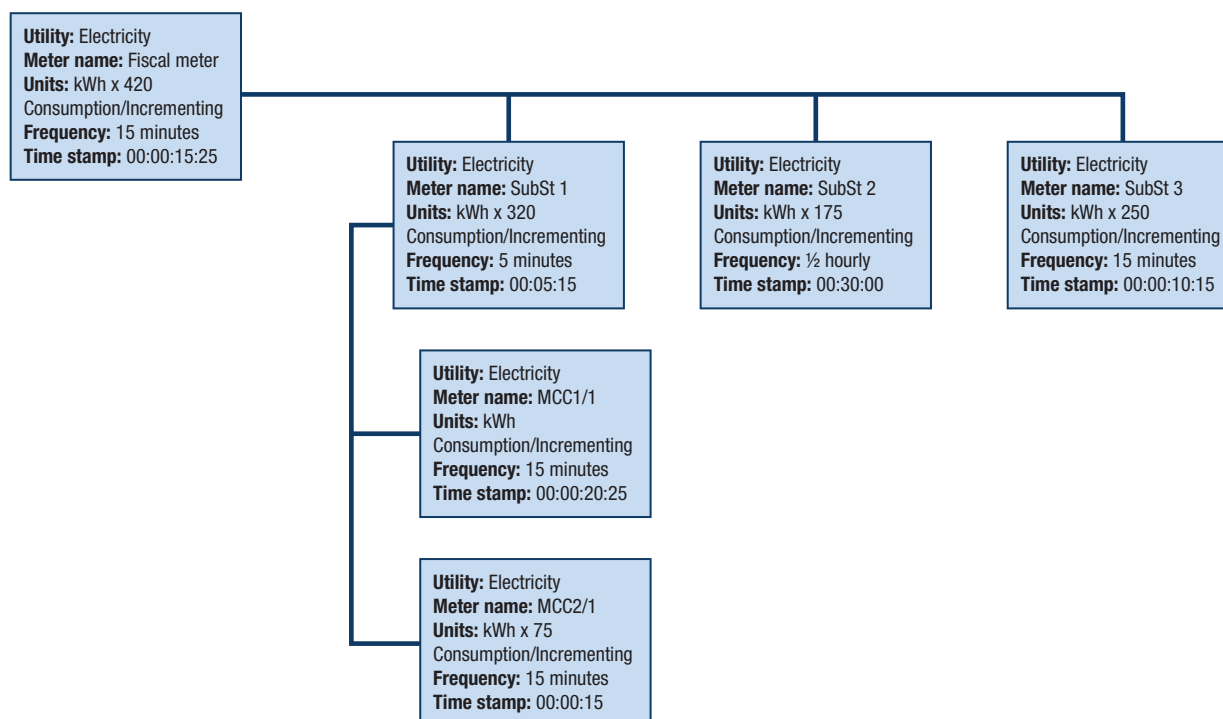 Utility: Electricity
Meter name: Fiscal meter
Units: kWh x 420
Consumption/Incrementing
Frequency: 15 minutes
Time stamp: 00:00:15:25
Utility: Electricity
Meter name: SubSt 1
Units: kWh x 320
Consumption/Incrementing
Frequency: 5 minutes
Time stamp: 00:05:15
Utility: Electricity
Meter name: SubSt 2
Units: kWh x 175
Consumption/Incrementing
Frequency: ½ hourly
Time stamp: 00:30:00
Utility: Electricity
Meter name: SubSt 3
Units: kWh x 250
Consumption/Incrementing
Frequency: 15 minutes
Time stamp: 00:00:10:15
Utility: Electricity
Meter name: MCC1/1
Units: kWh
Consumption/Incrementing
Frequency: 15 minutes
Time stamp: 00:00:20:25
Utility: Electricity
Meter name: MCC2/1
Units: kWh x 75
Consumption/Incrementing
Frequency: 15 minutes
Time stamp: 00:00:15